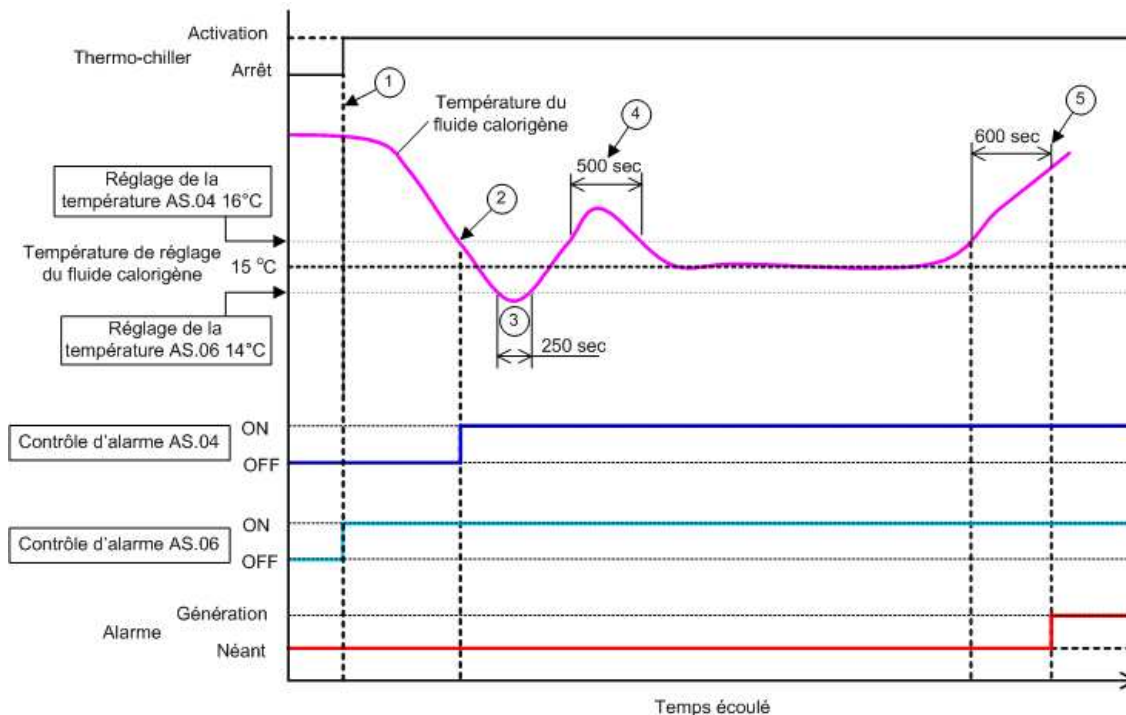 Activation
Thermo-chiller
Arrêt
1
Température du
fluide calorigène
4
500 sec
5
600 sec
Réglage de la
température AS.04 16°C
2
Température de réglage
du fluide calorigène
15 °C
Réglage de la
température AS.06 14°C
3
250 sec
Contrôle d'alarme AS.04
ON
OFF
Contrôle d'alarme AS.06
ON
OFF
Génération
Alarme
Néant
Temps écoulé